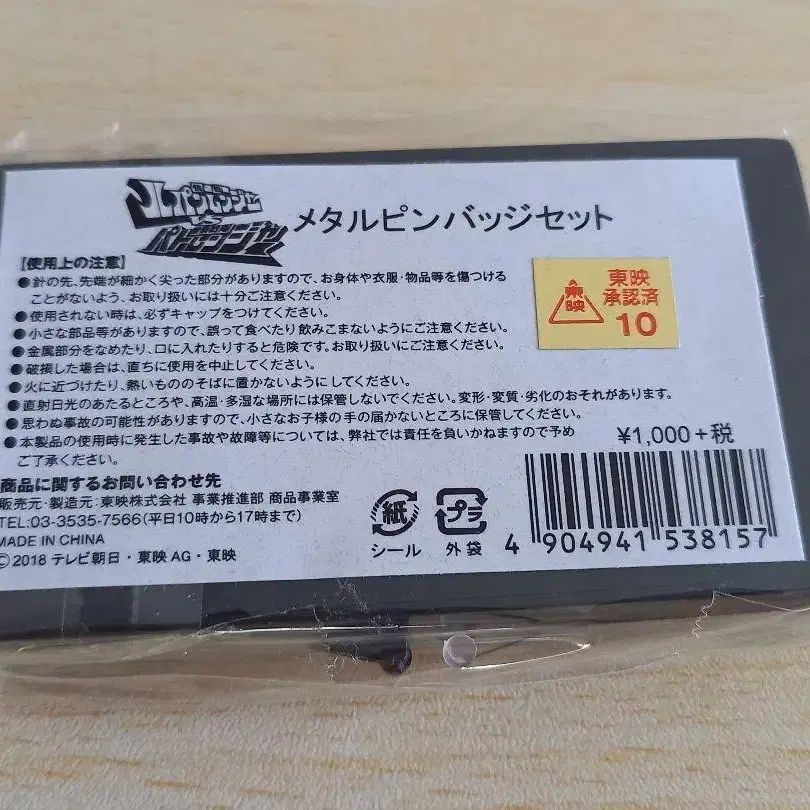 ルパンレンジャー
VS
パトレンジャー
メタルピンバッジセット
【使用上の注意】
●針の先、先端が細かく尖った部分がありますので、お身体や衣服・物品等を傷つける
ことがないよう、お取り扱いには十分ご注意ください。
●使用されない時は、必ずキャップをつけてください。
●小さな部品等がありますので、誤って食べたり飲みこまないようにご注意ください。
●金属部分をなめたり、口に入れたりすると危険です。お取り扱いにご注意ください。
●破損した場合は、直ちに使用を中止してください。
●火に近づけたり、熱いもののそばに置かないようにしてください。
●直射日光のあたるところや、高温・多湿な場所には保管しないでください。変形・変質・劣化のおそれがあります。
●思わぬ事故の可能性がありますので、小さなお子様の手の届かないところに保管してください。
●本製品の使用時に発生した事故や故障等については、弊社では責任を負いかねますので予め
ご了承ください。
東映
東映
承認済
10
¥1,000+税
商品に関するお問い合わせ先
販売元・製造元：東映株式会社 事業推進部 商品事業室
TEL:03-3535-7566(平日10時から17時まで)
MADE IN CHINA
©2018 テレビ朝日・東映AG・東映
紙
シール
プラ
外袋
4 904941 538157